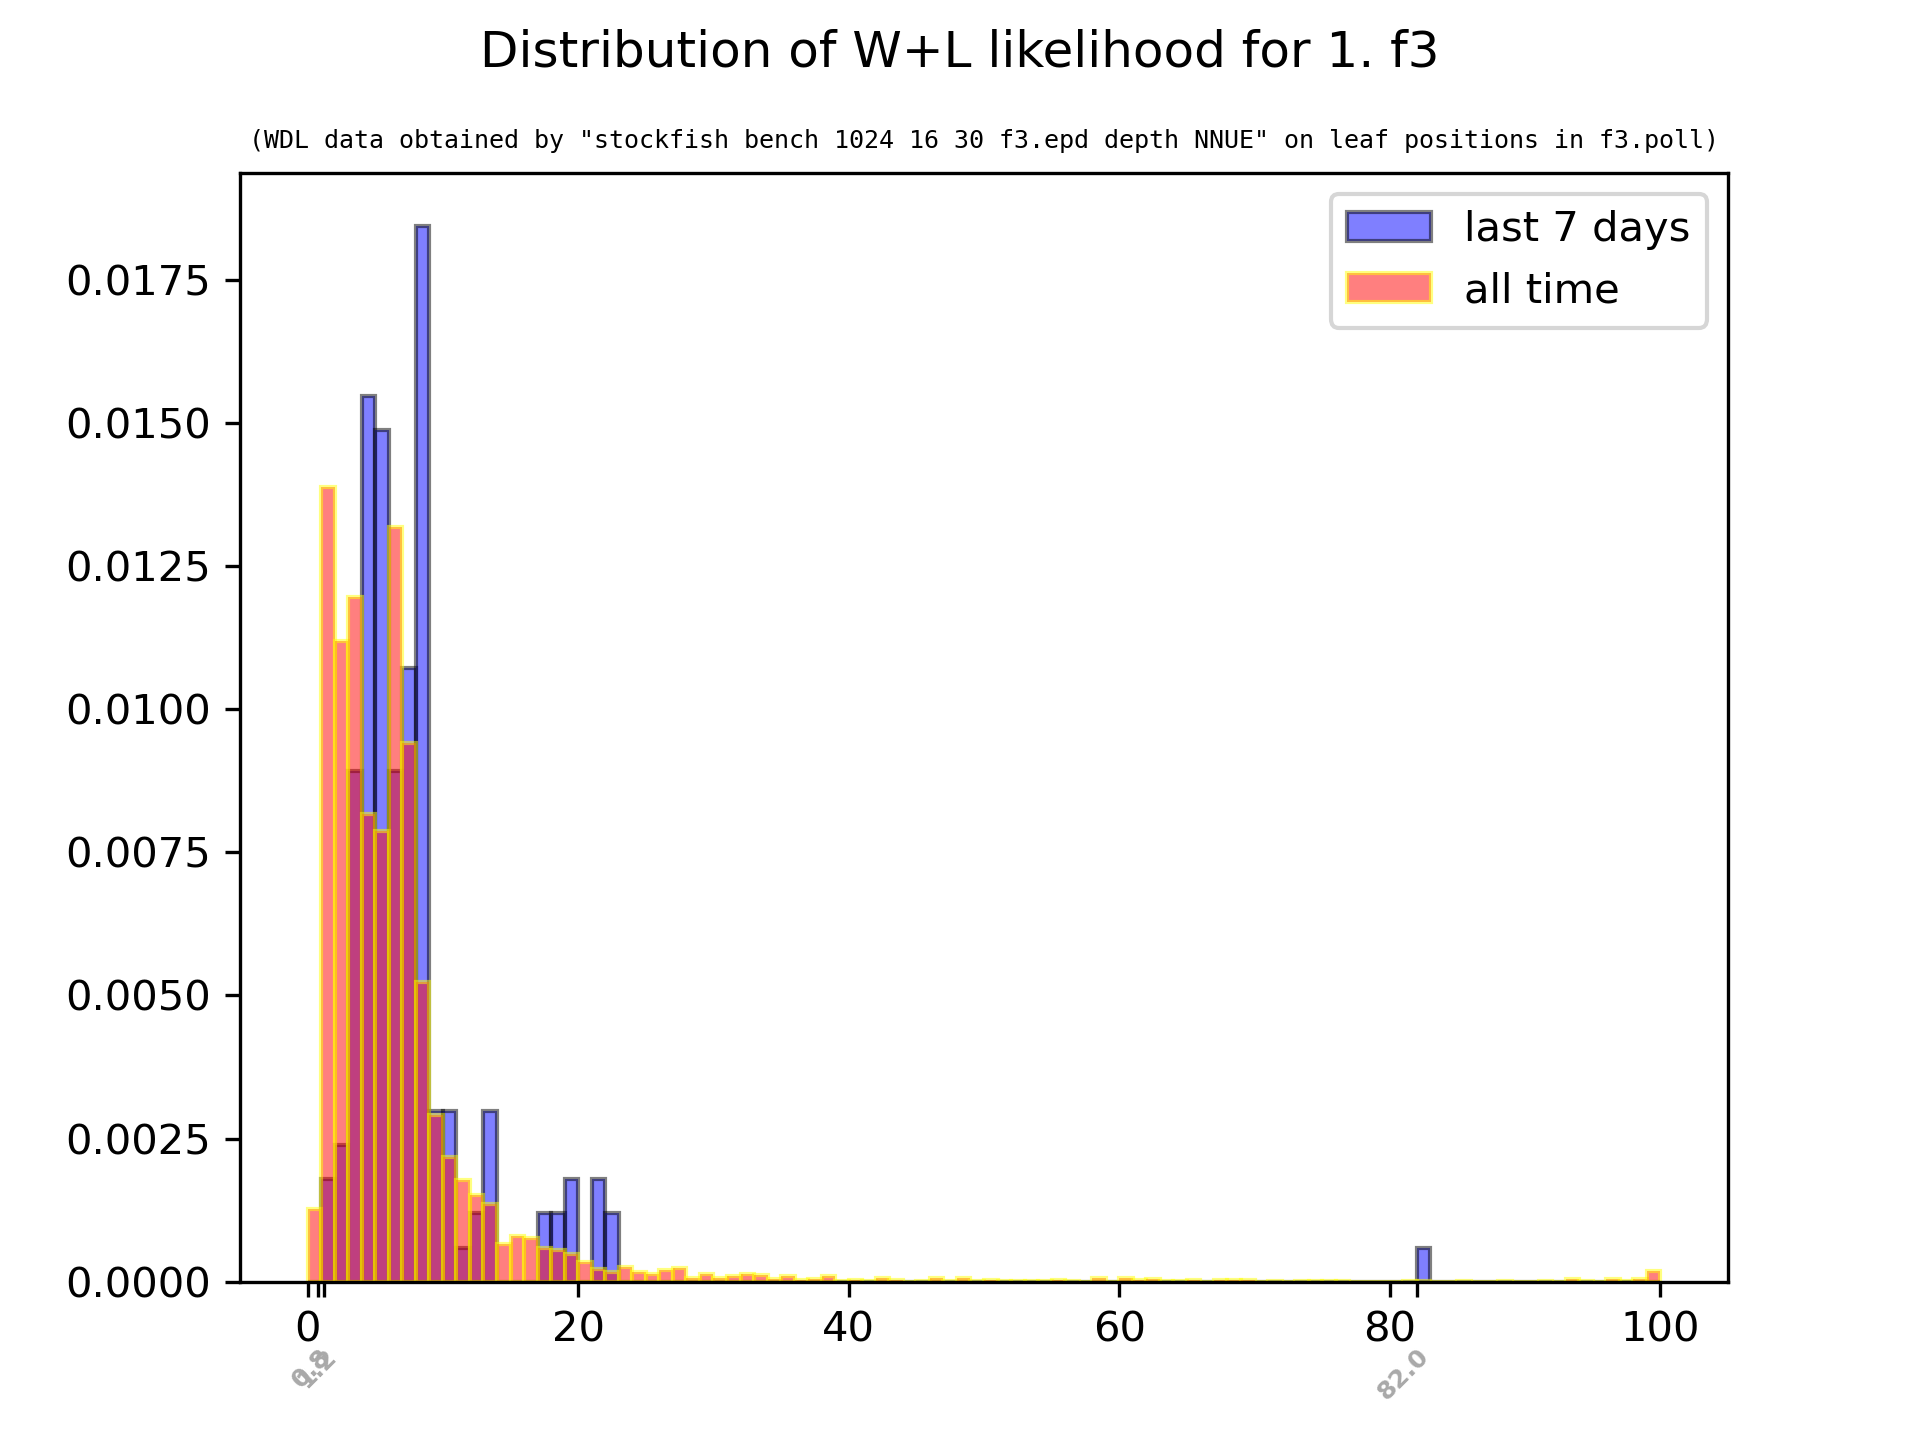 Distribution of W+L likelihood for 1. f3
(WDL data obtained by "stockfish bench 1024 16 30 f3.epd depth NNUE" on leaf positions in f3.poll)
last 7 days
all time
0.0175
0.0150
0.0125
0.0100
0.0075
0.0050
0.0025
0.0000
0 20 40 60 80 100
1.2 82.0